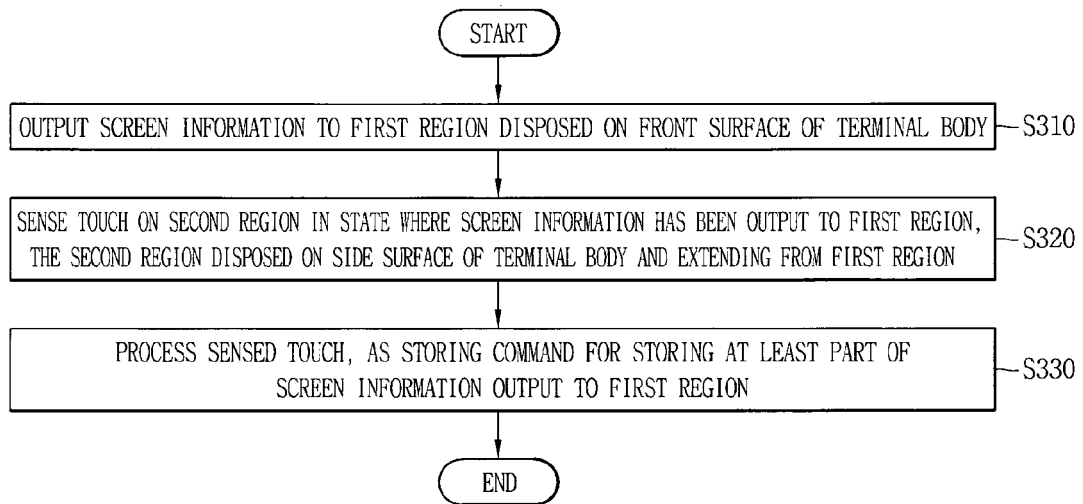 START
OUTPUT SCREEN INFORMATION TO FIRST REGION DISPOSED ON FRONT SURFACE OF TERMINAL BODY
S310
SENSE TOUCH ON SECOND REGION IN STATE WHERE SCREEN INFORMATION HAS BEEN OUTPUT TO FIRST REGION,
THE SECOND REGION DISPOSED ON SIDE SURFACE OF TERMINAL BODY AND EXTENDING FROM FIRST REGION
S320
PROCESS SENSED TOUCH, AS STORING COMMAND FOR STORING AT LEAST PART OF
SCREEN INFORMATION OUTPUT TO FIRST REGION
S330
END